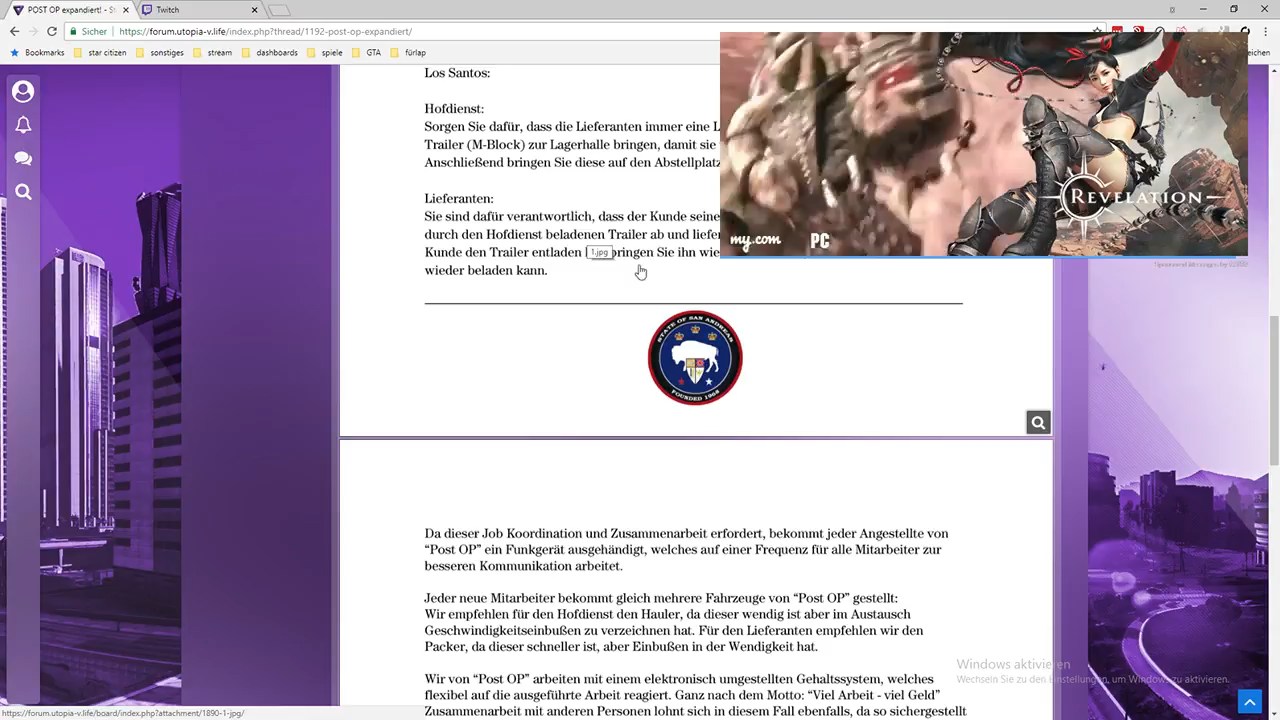 POST OP expandiert! - St
Twitch
Sicher
https://forum.utopia-v.life/index.php?thread/1192-post-op-expandiert/
Bookmarks
star citizen
sonstiges
stream
dashboards
spiele
GTA
fürlap
Los Santos:
Hofdienst:
Sorgen Sie dafür, dass die Lieferanten immer eine L
Trailer (M-Block) zur Lagerhalle bringen, damit sie
Anschließend bringen Sie diese auf den Abstellplatz
Lieferanten:
Sie sind dafür verantwortlich, dass der Kunde seine
durch den Hofdienst beladenen Trailer ab und liefer
Kunde den Trailer entladen
1.jpg
bringen Sie ihn wie
wieder beladen kann.
REVELATION
my.com
PC
STATE OF SAN ANDREAS
FOUNDED 1968
Da dieser Job Koordination und Zusammenarbeit erfordert, bekommt jeder Angestellte von
“Post OP” ein Funkgerät ausgehändigt, welches auf einer Frequenz für alle Mitarbeiter zur
besseren Kommunikation arbeitet.
Jeder neue Mitarbeiter bekommt gleich mehrere Fahrzeuge von “Post OP” gestellt:
Wir empfehlen für den Hofdienst den Hauler, da dieser wendig ist aber im Austausch
Geschwindigkeitseinbußen zu verzeichnen hat. Für den Lieferanten empfehlen wir den
Packer, da dieser schneller ist, aber Einbußen in der Wendigkeit hat.
Wir von “Post OP” arbeiten mit einem elektronisch umgestellten Gehaltssystem, welches
flexibel auf die ausgeführte Arbeit reagiert. Ganz nach dem Motto: “Viel Arbeit - viel Geld”
Zusammenarbeit mit anderen Personen lohnt sich in diesem Fall ebenfalls, da so sichergestellt
Windows aktivieren
Wechseln Sie zu den Einstellungen, um Windows zu aktivieren.
https://forum.utopia-v.life/board/index.php?attachment/1890-1-jpg/